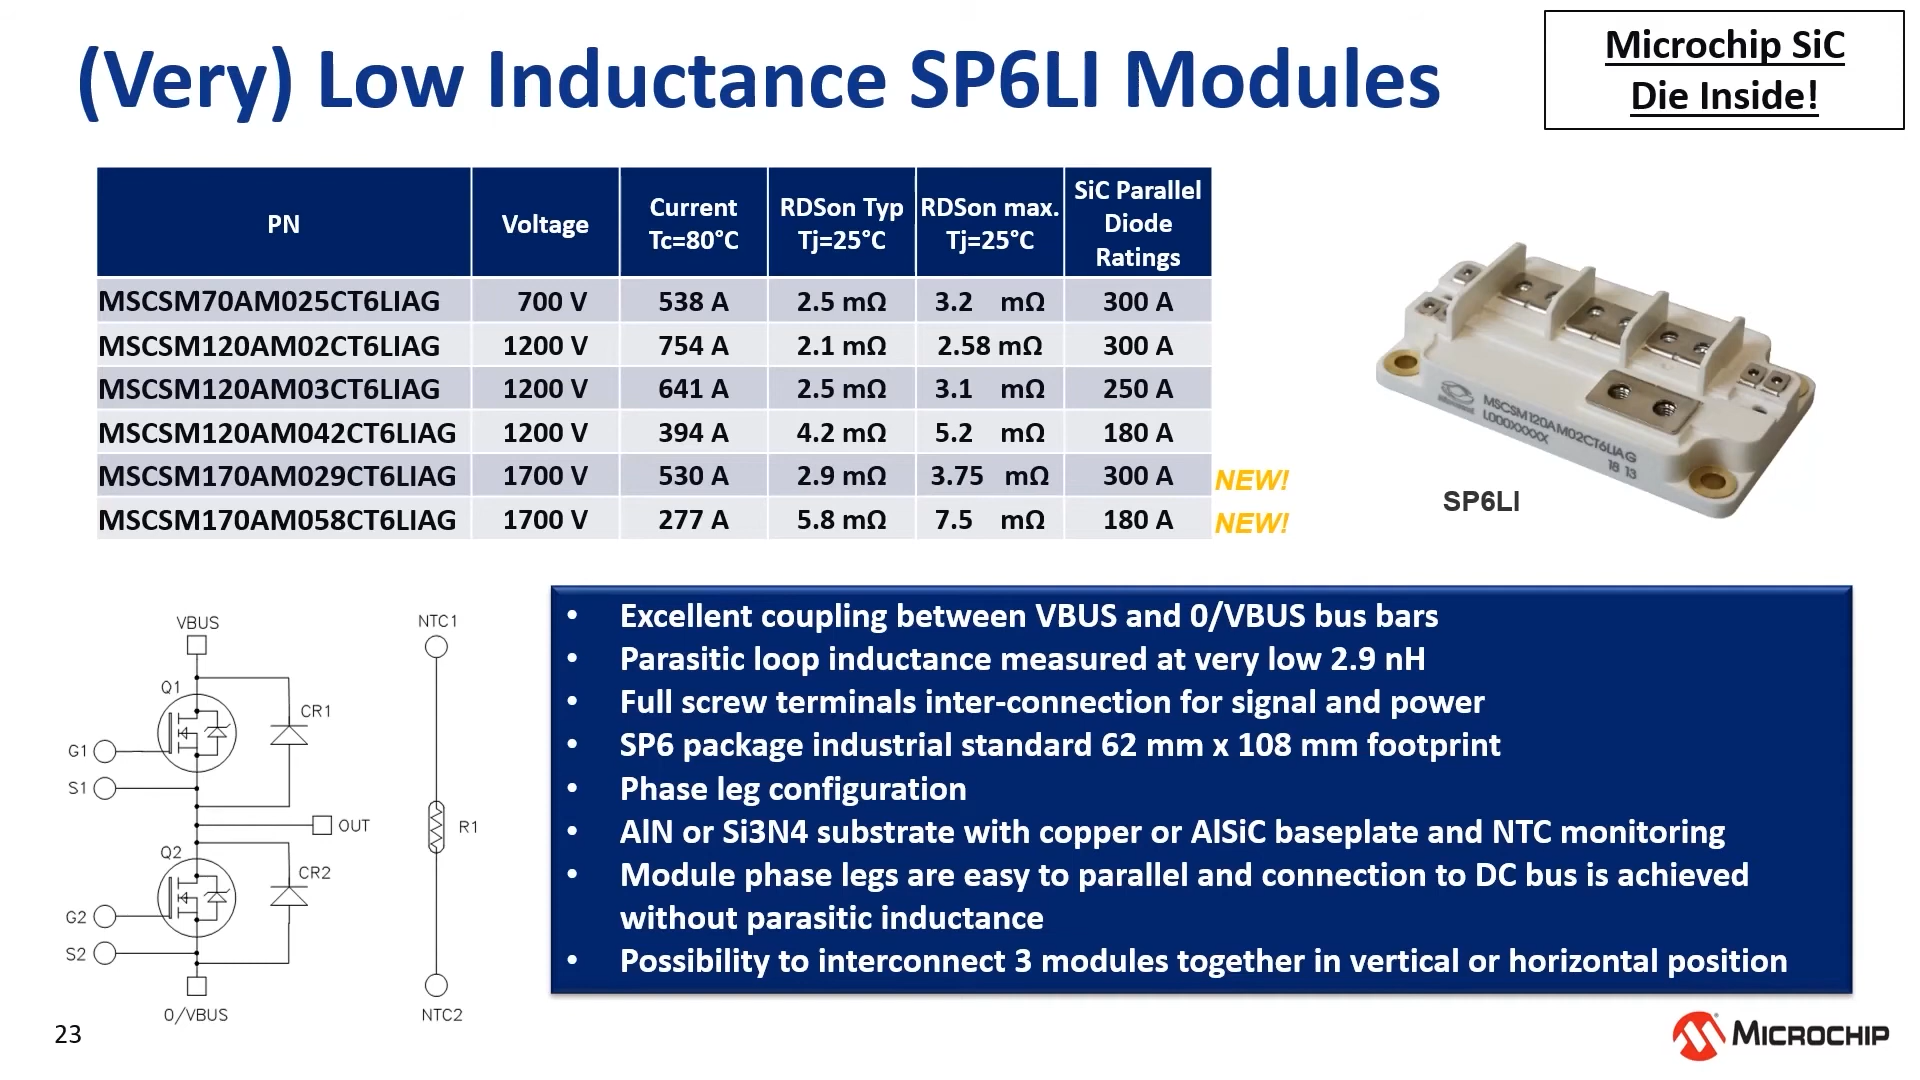 (Very) Low Inductance SP6LI Modules
Microchip SiC
Die Inside!
PN
Voltage
Current
Tc=80°C
RDSon Typ
Tj=25°C
RDSon max.
Tj=25°C
SiC Parallel
Diode
Ratings
MSCSM70AM025CT6LIAG 700 V 538 A 2.5 mΩ 3.2 mΩ 300 A
MSCSM120AM02CT6LIAG 1200 V 754 A 2.1 mΩ 2.58 mΩ 300 A
MSCSM120AM03CT6LIAG 1200 V 641 A 2.5 mΩ 3.1 mΩ 250 A
MSCSM120AM042CT6LIAG 1200 V 394 A 4.2 mΩ 5.2 mΩ 180 A
MSCSM170AM029CT6LIAG 1700 V 530 A 2.9 mΩ 3.75 mΩ 300 A NEW!
MSCSM170AM058CT6LIAG 1700 V 277 A 5.8 mΩ 7.5 mΩ 180 A NEW!
MSCSM120AM02CT6LIAG
L000XXXXX
18 13
SP6LI
VBUS
Q1
CR1
G1
S1
OUT
Q2
CR2
G2
S2
0/VBUS
NTC1
R1
NTC2
• Excellent coupling between VBUS and 0/VBUS bus bars
• Parasitic loop inductance measured at very low 2.9 nH
• Full screw terminals inter-connection for signal and power
• SP6 package industrial standard 62 mm x 108 mm footprint
• Phase leg configuration
• AlN or Si3N4 substrate with copper or AlSiC baseplate and NTC monitoring
• Module phase legs are easy to parallel and connection to DC bus is achieved
without parasitic inductance
• Possibility to interconnect 3 modules together in vertical or horizontal position
23
MICROCHIP